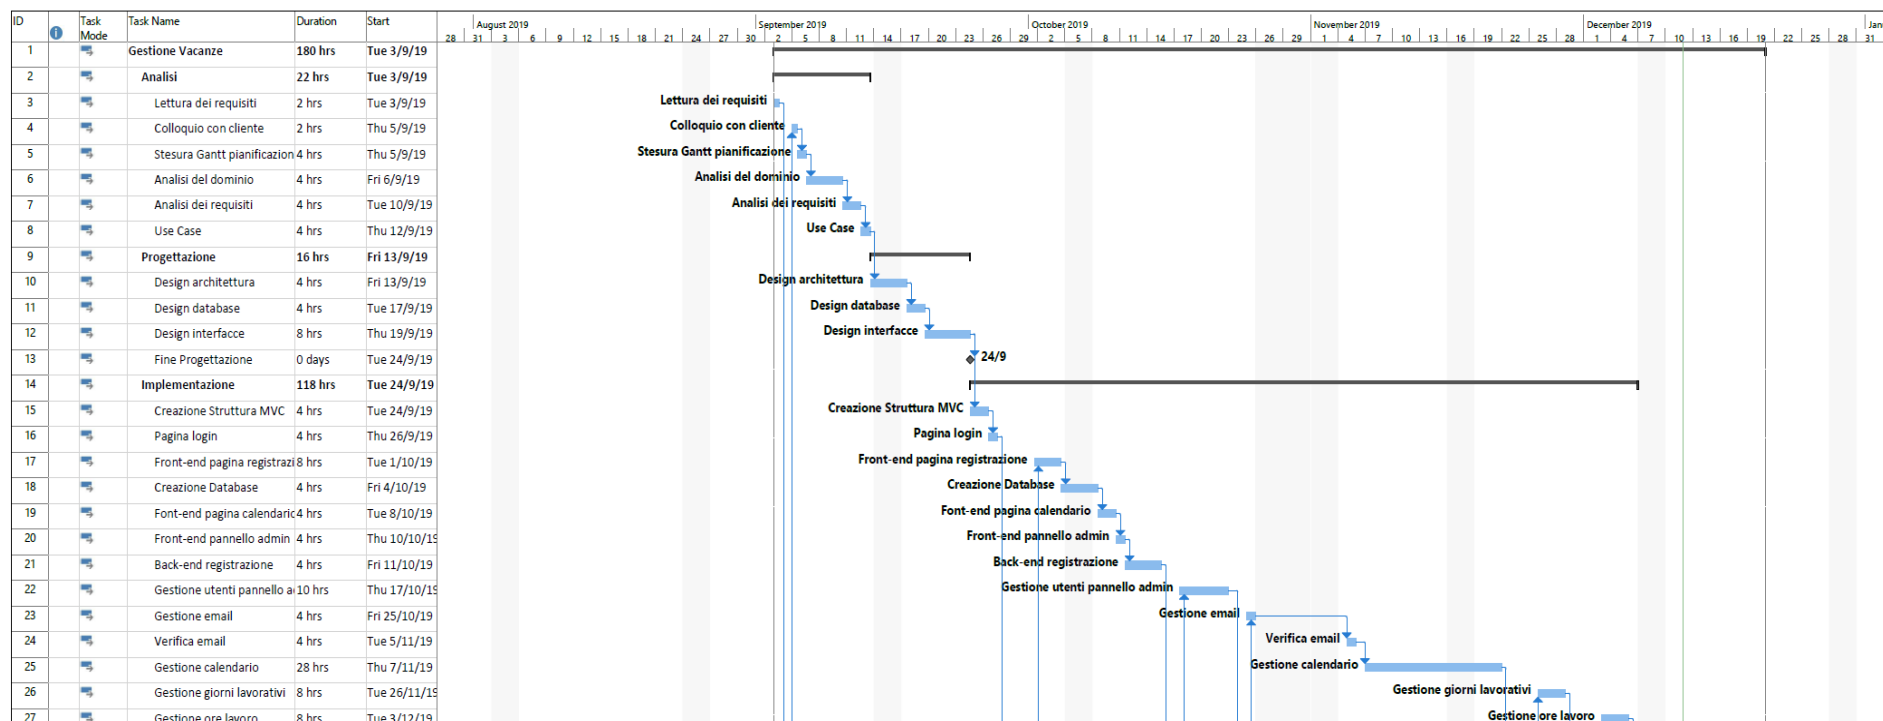 ID Task Mode Task Name Duration Start
August 2019 September 2019 October 2019 November 2019 December 2019
28 31 3 6 9 12 15 18 21 24 27 30 2 5 8 11 14 17 20 23 26 29 2 5 8 11 14 17 20 23 26 29 1 4 7 10 13 16 19 22 25 28 1 4 7 10 13 16 19 22 25 28 31
1 Gestione Vacanze 180 hrs Tue 3/9/19
2 Analisi 22 hrs Tue 3/9/19
3 Lettura dei requisiti 2 hrs Tue 3/9/19 Lettura dei requisiti
4 Colloquio con cliente 2 hrs Thu 5/9/19 Colloquio con cliente
5 Stesura Gantt pianificazion 4 hrs Thu 5/9/19 Stesura Gantt pianificazione
6 Analisi del dominio 4 hrs Fri 6/9/19 Analisi del dominio
7 Analisi dei requisiti 4 hrs Tue 10/9/19 Analisi dei requisiti
8 Use Case 4 hrs Thu 12/9/19 Use Case
9 Progettazione 16 hrs Fri 13/9/19
10 Design architettura 4 hrs Fri 13/9/19 Design architettura
11 Design database 4 hrs Tue 17/9/19 Design database
12 Design interfacce 8 hrs Thu 19/9/19 Design interfacce
13 Fine Progettazione 0 days Tue 24/9/19 24/9
14 Implementazione 118 hrs Tue 24/9/19
15 Creazione Struttura MVC 4 hrs Tue 24/9/19 Creazione Struttura MVC
16 Pagina login 4 hrs Thu 26/9/19 Pagina login
17 Front-end pagina registrazi 8 hrs Tue 1/10/19 Front-end pagina registrazione
18 Creazione Database 4 hrs Fri 4/10/19 Creazione Database
19 Font-end pagina calendario 4 hrs Tue 8/10/19 Font-end pagina calendario
20 Front-end pannello admin 4 hrs Thu 10/10/19 Front-end pannello admin
21 Back-end registrazione 4 hrs Fri 11/10/19 Back-end registrazione
22 Gestione utenti pannello a 10 hrs Thu 17/10/19 Gestione utenti pannello admin
23 Gestione email 4 hrs Fri 25/10/19 Gestione email
24 Verifica email 4 hrs Tue 5/11/19 Verifica email
25 Gestione calendario 28 hrs Thu 7/11/19 Gestione calendario
26 Gestione giorni lavorativi 8 hrs Tue 26/11/19 Gestione giorni lavorativi
27 Gestione ore lavoro 8 hrs Tue 3/12/19 Gestione ore lavoro